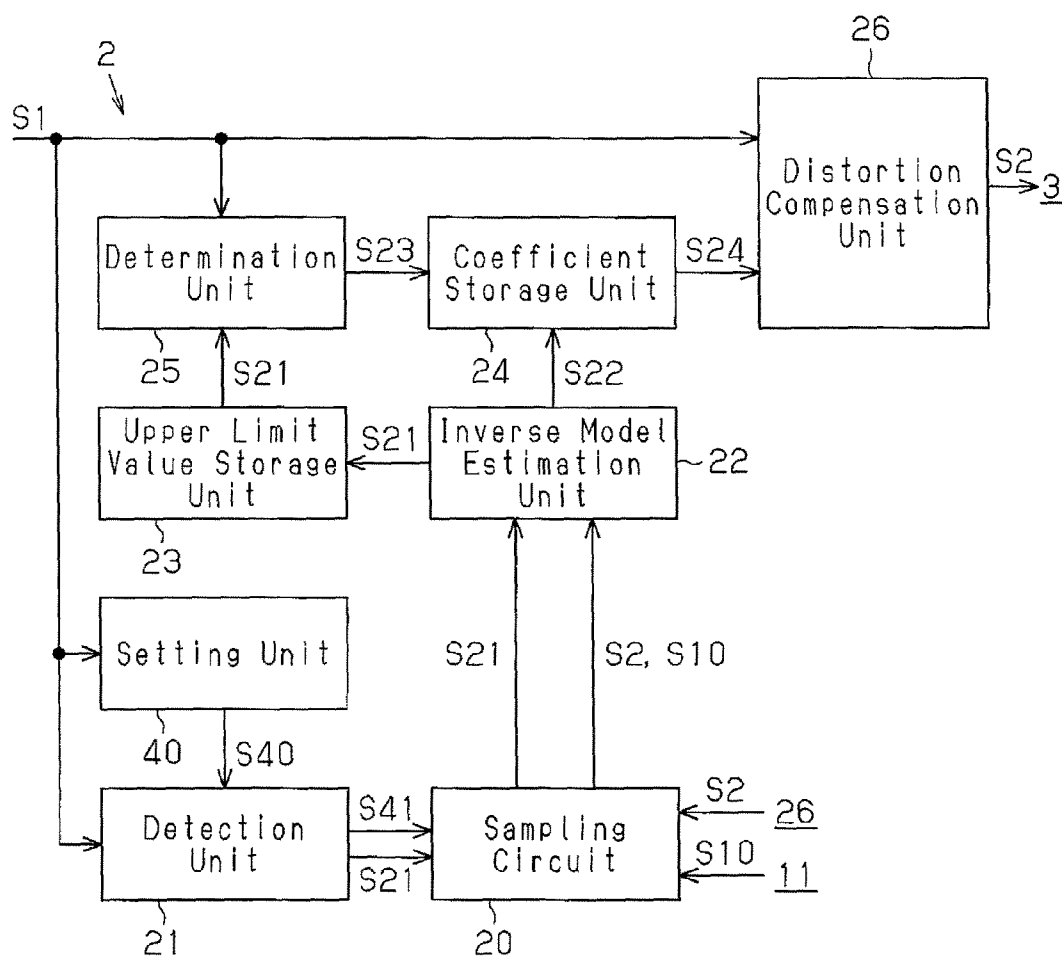 26
2
S1
Distortion
Compensation
Unit
S2
3
Determination
Unit
S23
Coefficient
Storage Unit
S24
25
S21
24
S22
Upper Limit
Value Storage
Unit
S21
Inverse Model
Estimation
Unit
22
23
Setting Unit
S21
S2, S10
40
S40
Detection
Unit
S41
S21
Sampling
Circuit
S2
26
S10
11
21
20